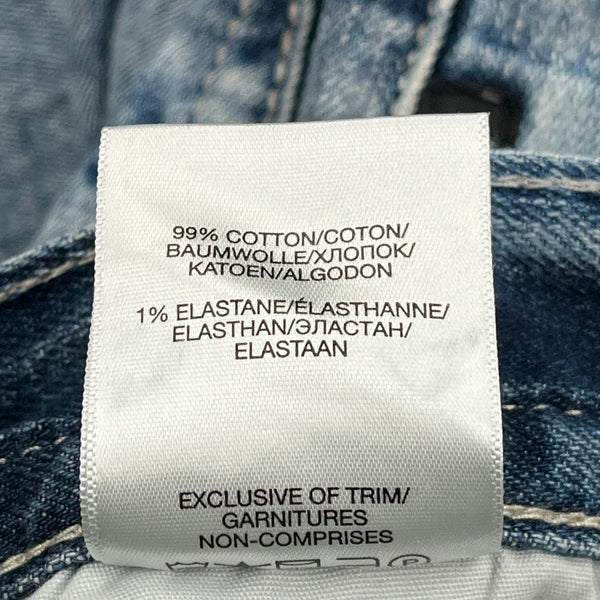 99% COTTON/COTON/
BAUMWOLLE/ХЛОПОК/
KATOEN/ALGODON
1% ELASTANE/ÉLASTHANNE/
ELASTHAN/ЭЛАСТАН/
ELASTAAN
EXCLUSIVE OF TRIM/
GARNITURES
NON-COMPRISES
P